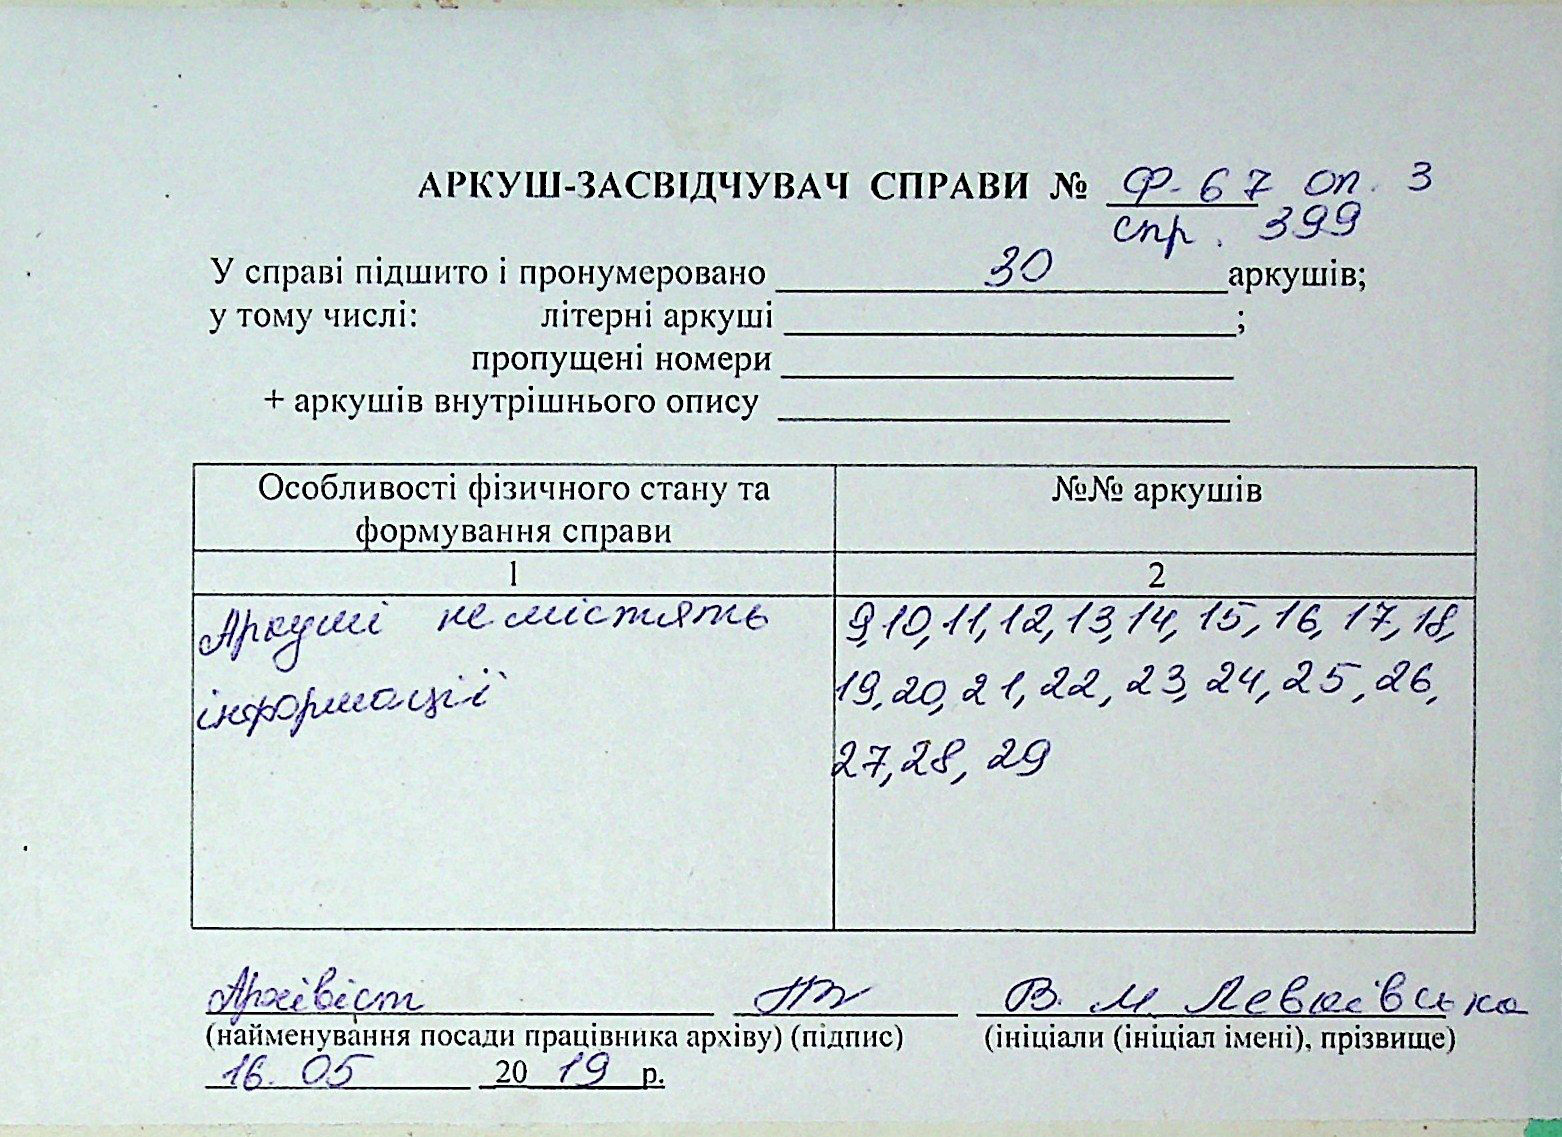 АРКУШ-ЗАСВІДЧУВАЧ СПРАВИ № Ф-67 оп. 3
спр. 399
У справі підшито і пронумеровано 30 аркушів;
у тому числі: літерні аркуші ;
пропущені номери
+ аркушів внутрішнього опису
Особливості фізичного стану та формування справи
№№ аркушів
1 2
Аркуші не містять
інформації
9,10,11,12,13,14,15,16,17,18,
19,20,21,22,23,24,25,26,
27,28,29
Архівіст В. М.
(найменування посади працівника архіву) (підпис) (ініціали (ініціал імені), прізвище)
16. 05 2019 р.